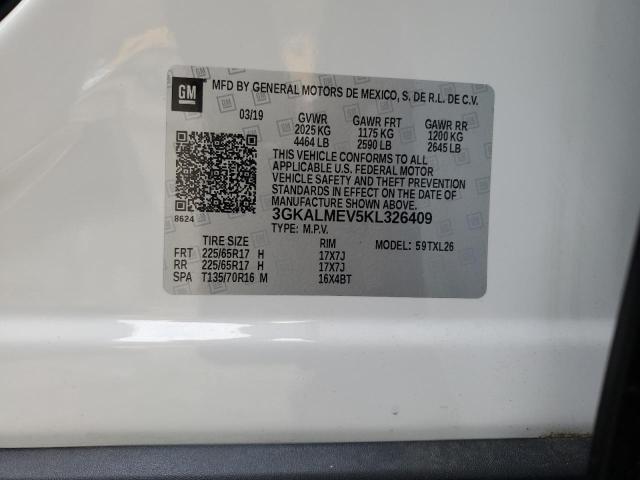 GM MFD BY GENERAL MOTORS DE MEXICO, S, DE R.L. DE C.V.
03/19 GVWR GAWR FRT GAWR RR
2025 KG 1175 KG 1200 KG
4464 LB 2590 LB 2645 LB
THIS VEHICLE CONFORMS TO ALL
APPLICABLE U.S. FEDERAL MOTOR
VEHICLE SAFETY AND THEFT
PREVENTION STANDARDS IN
EFFECT ON THE DATE OF
MANUFACTURE SHOWN ABOVE.
8624 3GKALMEV5KL326409
TYPE: M.P.V.
TIRE SIZE RIM 59TXL26
FRT 225/65R17 H 17X7J
RR 225/65R17 H 17X7J
SPA T135/70R16 M 16X4BT